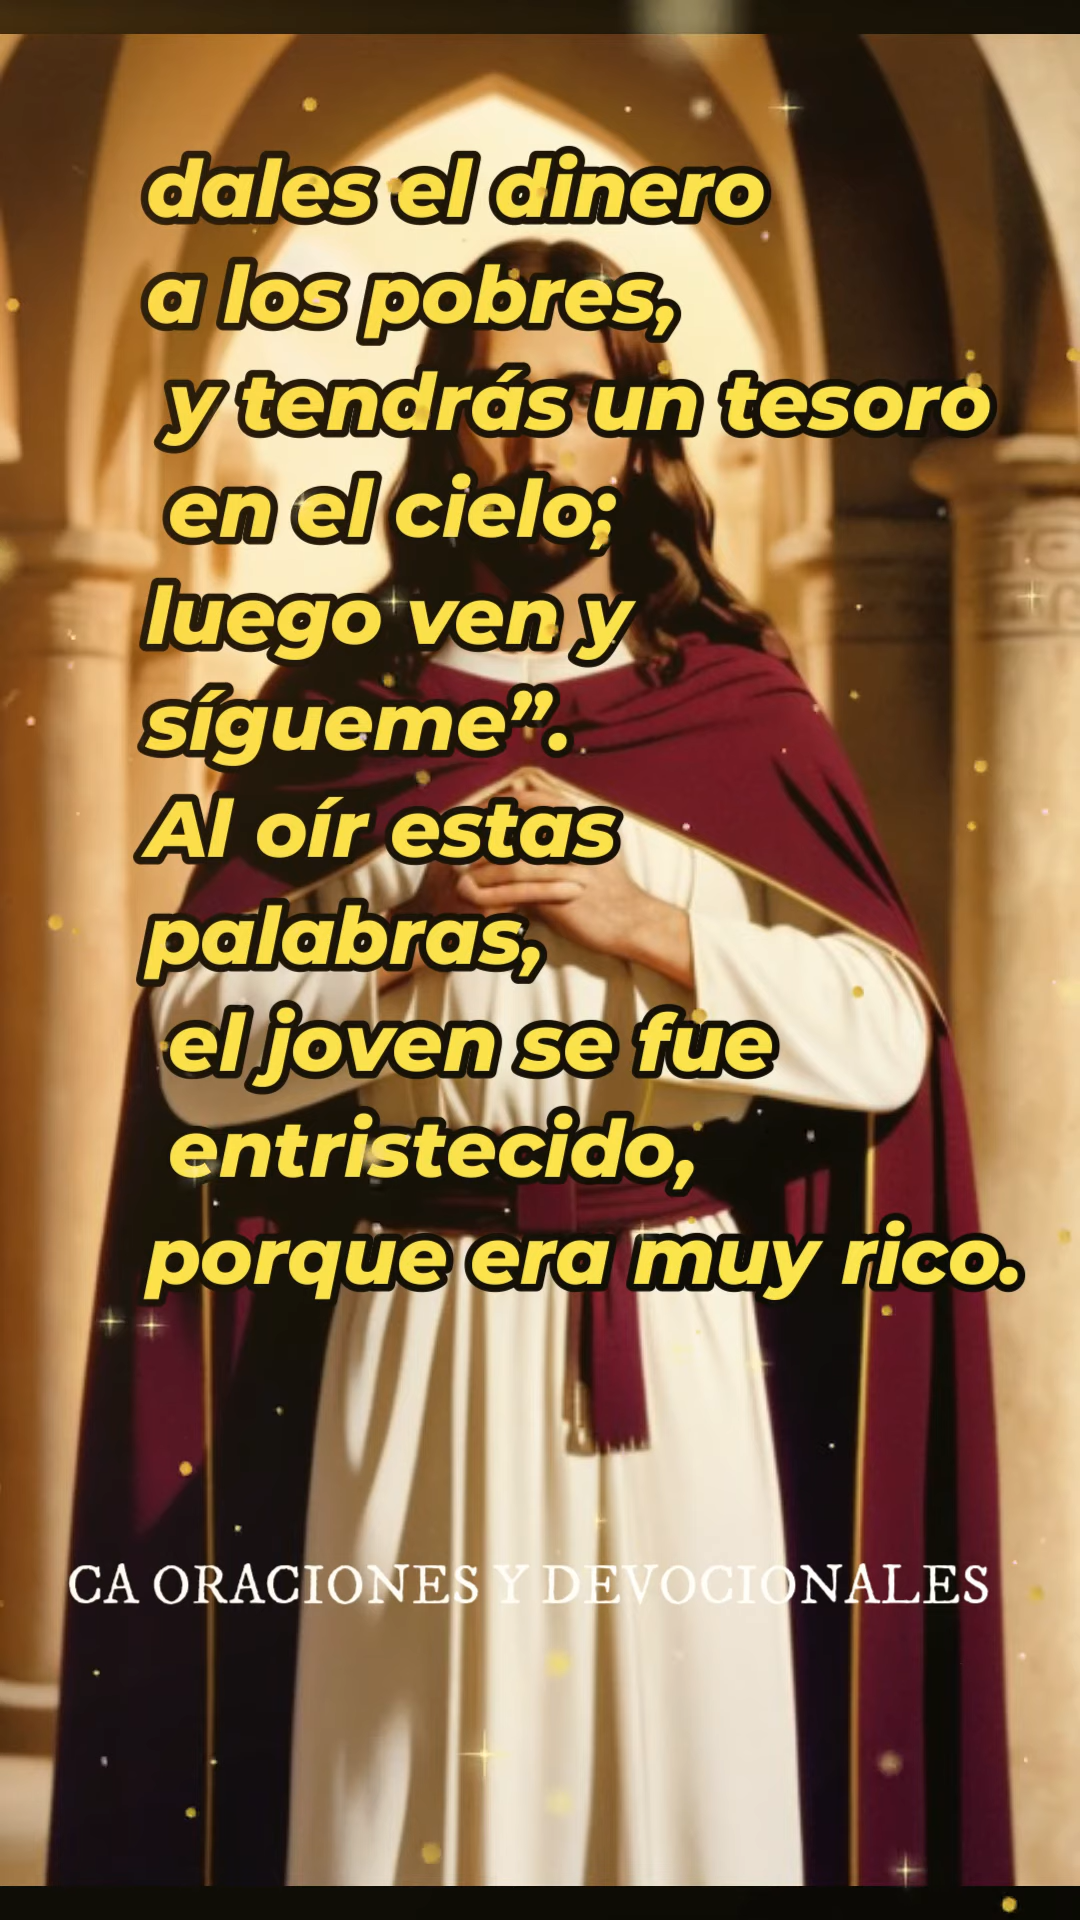 dales el dinero
a los pobres,
y tendrás un tesoro
en el cielo;
luego ven y
sígueme”.
Al oír estas
palabras,
el joven se fue
entristecido,
porque era muy rico.
CA ORACIONES Y DEVOCIONALES